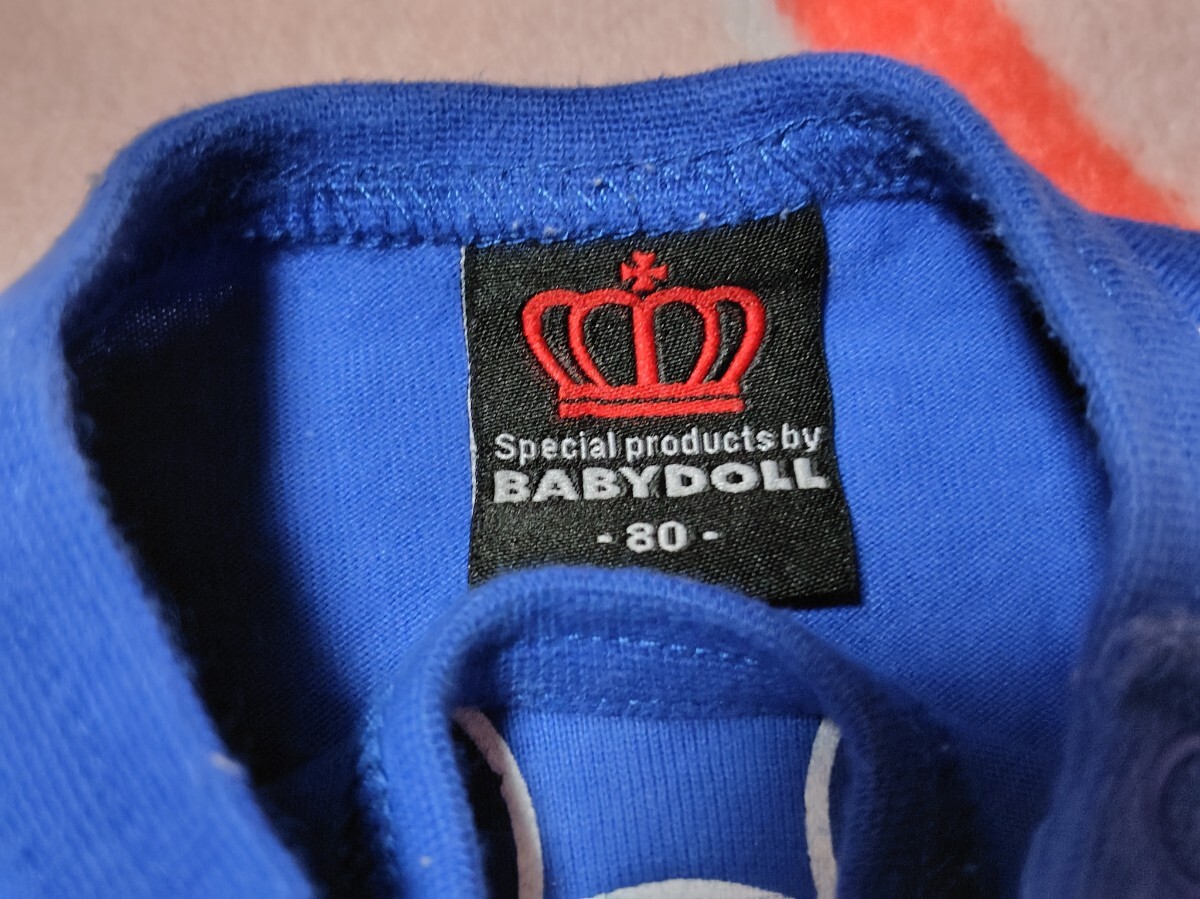 Special products by
BABYDOLL
- 80 -